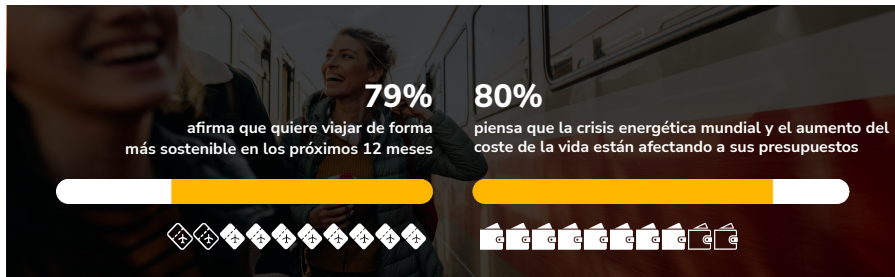 79%
afirma que quiere viajar de forma
más sostenible en los próximos 12 meses
80%
piensa que la crisis energética mundial y el aumento del
coste de la vida están afectando a sus presupuestos